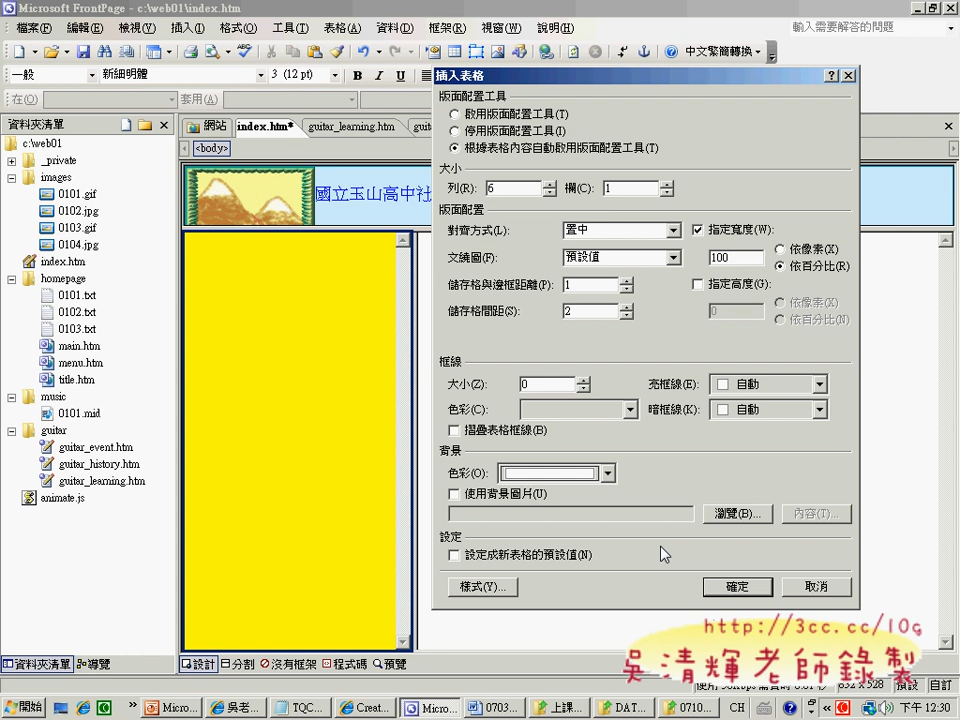 Microsoft FrontPage - c:\web01\index.htm
檔案(F) 編輯(E) 檢視(V) 插入(I) 格式(O) 工具(T) 表格(A) 資料(D) 框架(R) 視窗(W) 說明(H) 輸入需要解答的問題
中文繁簡轉換
一般 新細明體 3 (12 pt) B I U
在(O) 套用(A)
資料夾清單
網站 index.htm* guitar_learning.htm
<body>
c:\web01
_private
images
0101.gif
0102.jpg
0103.gif
0104.jpg
index.htm
homepage
0101.txt
0102.txt
0103.txt
main.htm
menu.htm
title.htm
music
0101.mid
guitar
guitar_event.htm
guitar_history.htm
guitar_learning.htm
animate.js
國立玉山高中社
插入表格
版面配置工具
啟用版面配置工具(T)
停用版面配置工具(I)
根據表格內容自動啟用版面配置工具(T)
大小
列(R): 6 欄(C): 1
版面配置
對齊方式(L): 置中 指定寬度(W):
文繞圖(F): 預設值 100 依像素(X)
依百分比(R)
儲存格與邊框距離(P): 1 指定高度(G):
儲存格間距(S): 2 0 依像素(X)
依百分比(N)
框線
大小(Z): 0 亮框線(E): 自動
色彩(C): 暗框線(K): 自動
摺疊表格框線(B)
背景
色彩(O):
使用背景圖片(U)
瀏覽(B)... 內容(T)...
設定
設定成新表格的預設值(N)
樣式(Y)... 確定 取消
http://3cc.cc/10g
吳清輝老師錄製
資料夾清單 導覽 設計 分割 沒有框架 程式碼 預覽
預設 自訂
開始 Micro... 吳老... TQC... Creat... Micro... 0703... 上課... DAT... 0710... CH 下午 12:30